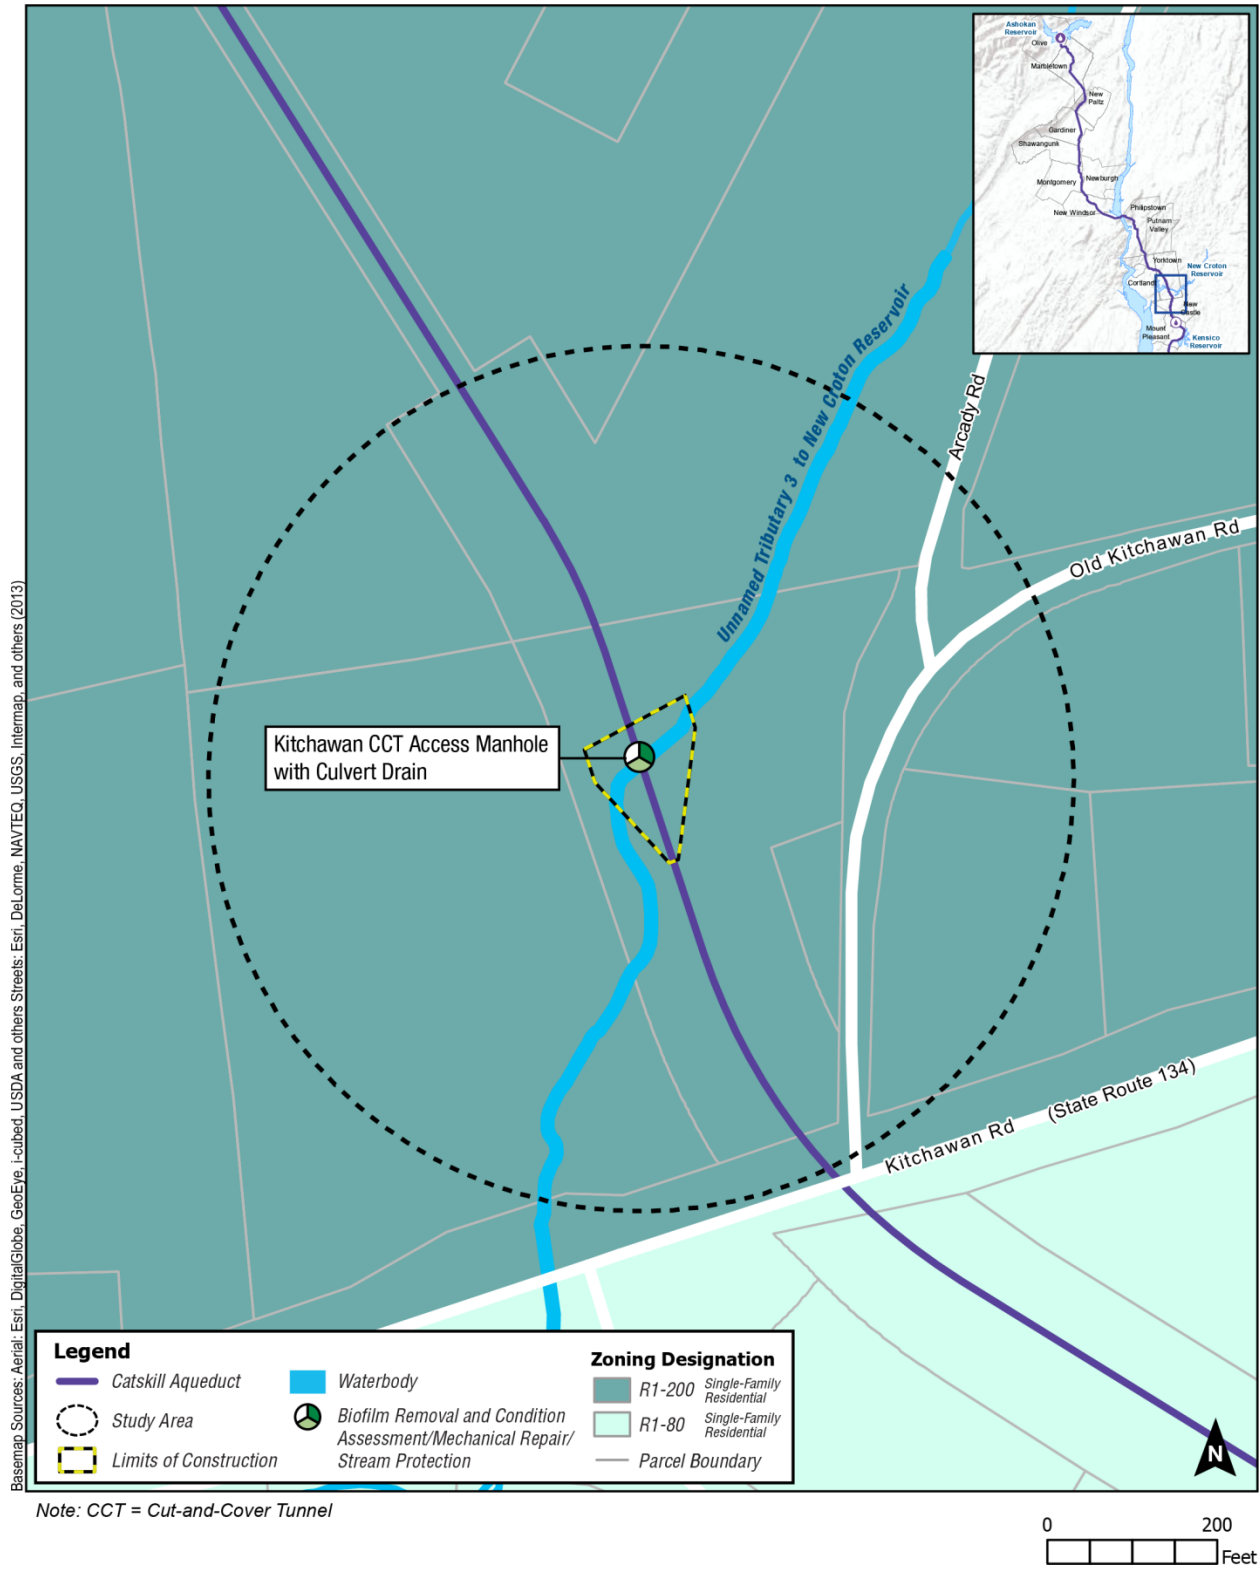 Ashokan
Reservoir
Olive
Marbletown
New
Paltz
Gardiner
Shawangunk
Montgomery
Newburgh
New Windsor
Philipstown
Putnam
Valley
Yorktown
New Croton
Reservoir
Cortlandt
New
Castle
Mount
Pleasant
Kensico
Reservoir
Unnamed Tributary 3 to New Croton Reservoir
Arcady Rd
Old Kitchawan Rd
Kitchawan CCT Access Manhole
with Culvert Drain
Kitchawan Rd (State Route 134)
Basemap Sources: Aerial: Esri, DigitalGlobe, GeoEye, i-cubed, USDA and others Streets: Esri, DeLorme, NAVTEQ, USGS, Intermap, and others (2013)
Legend
Catskill Aqueduct
Study Area
Limits of Construction
Waterbody
Biofilm Removal and Condition
Assessment/Mechanical Repair/
Stream Protection
Zoning Designation
R1-200 Single-Family
Residential
R1-80 Single-Family
Residential
Parcel Boundary
N
Note: CCT = Cut-and-Cover Tunnel
0 200
Feet